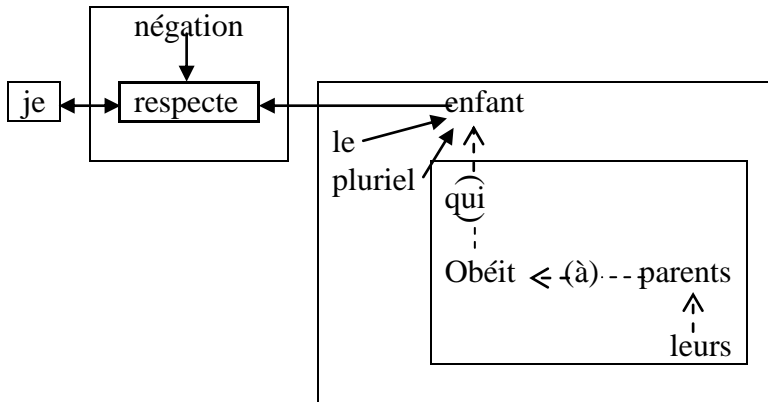 négation
je respecte enfant
le
pluriel
(qui)
Obéit (à) parents
leurs